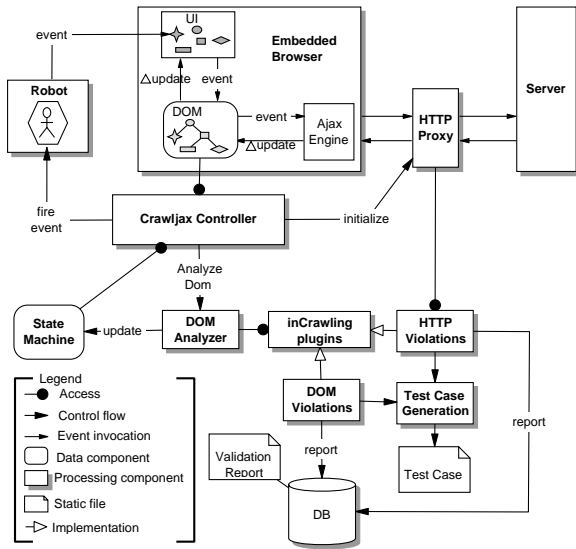 UI
event
Embedded
Browser
Robot
△update
event
DOM
event
Ajax
Engine
△update
HTTP
Proxy
Server
fire
event
Crawljax Controller
initialize
Analyze
Dom
State
Machine
update
DOM
Analyzer
inCrawling
plugins
HTTP
Violations
DOM
Violations
Test Case
Generation
report
report
Validation
Report
Test Case
DB
Legend
Access
Control flow
Event invocation
Data component
Processing component
Static file
Implementation